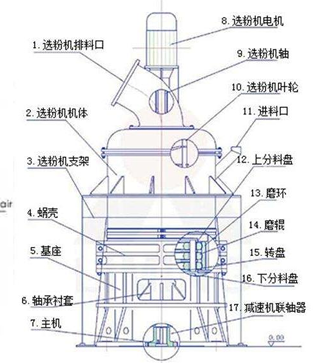 1.选粉机排料口
2.选粉机机体
3.选粉机支架
4.蜗壳
5.基座
6.轴承衬套
7.主机
8.选粉机电机
9.选粉机轴
10.选粉机叶轮
11.进料口
12.上分料盘
13.磨环
14.磨辊
15.转盘
16.下分料盘
17.减速机联轴器
0.00
air